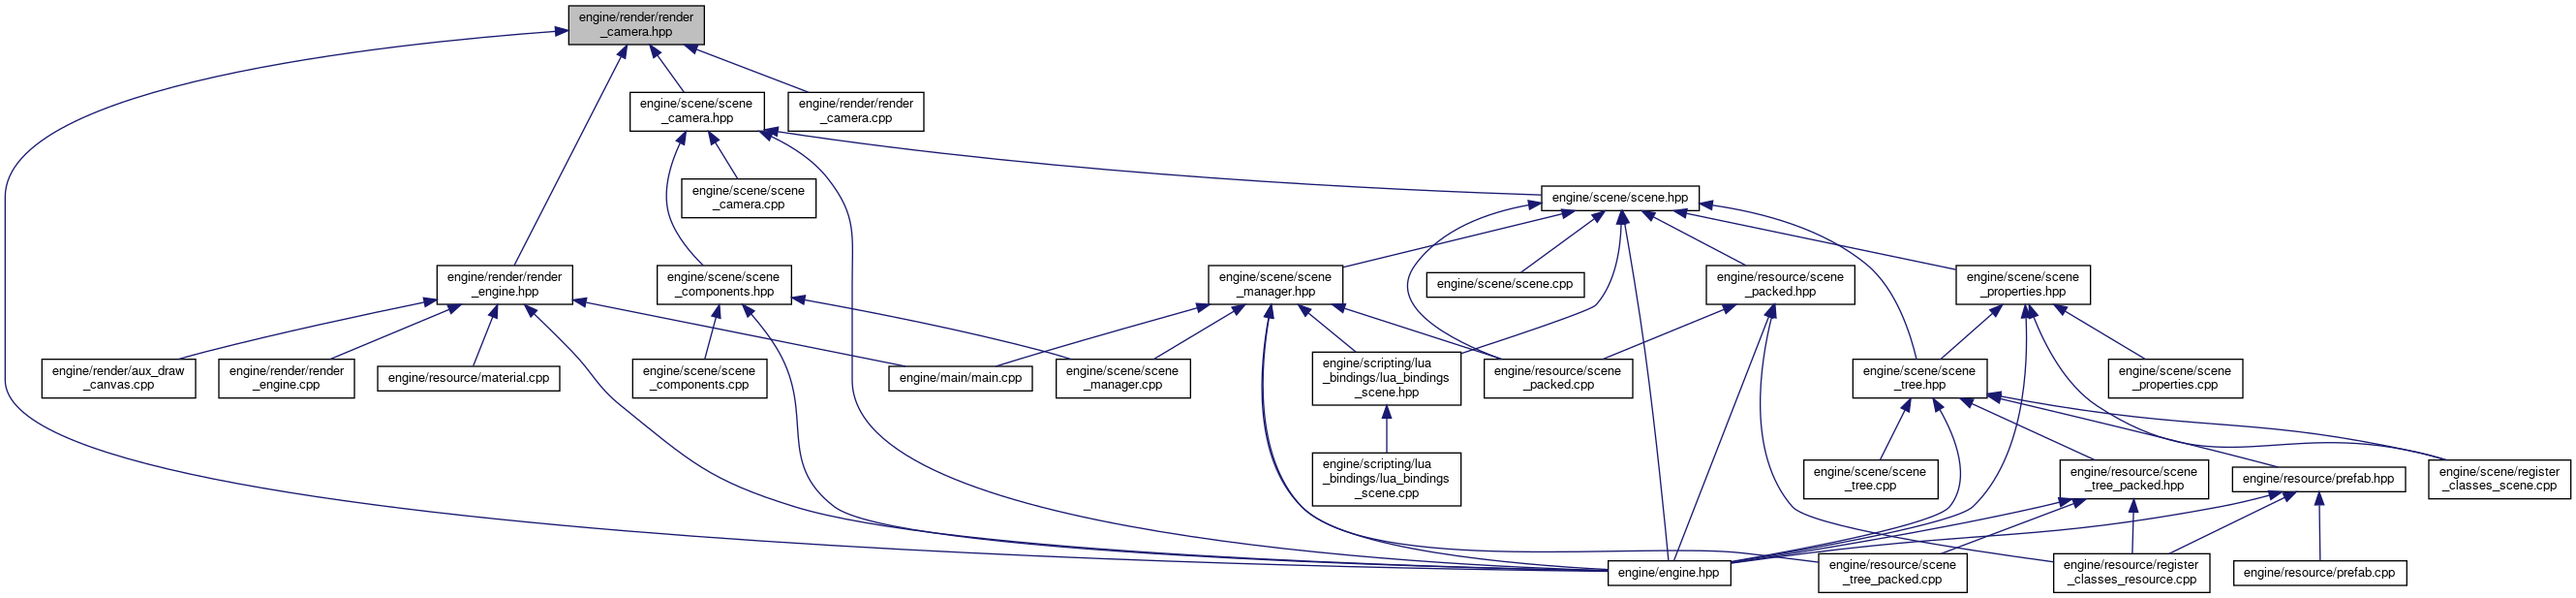 engine/render/render
_camera.hpp
engine/scene/scene
_camera.hpp
engine/render/render
_camera.cpp
engine/scene/scene
_camera.cpp
engine/scene/scene.hpp
engine/render/render
_engine.hpp
engine/scene/scene
_components.hpp
engine/scene/scene
_manager.hpp
engine/scene/scene.cpp
engine/resource/scene
_packed.hpp
engine/scene/scene
_properties.hpp
engine/render/aux_draw
_canvas.cpp
engine/render/render
_engine.cpp
engine/resource/material.cpp
engine/scene/scene
_components.cpp
engine/main/main.cpp
engine/scene/scene
_manager.cpp
engine/scripting/lua
_bindings/lua_bindings
_scene.hpp
engine/resource/scene
_packed.cpp
engine/scene/scene
_tree.hpp
engine/scene/scene
_properties.cpp
engine/scripting/lua
_bindings/lua_bindings
_scene.cpp
engine/scene/scene
_tree.cpp
engine/resource/scene
_tree_packed.hpp
engine/resource/prefab.hpp
engine/scene/register
_classes_scene.cpp
engine/engine.hpp
engine/resource/scene
_tree_packed.cpp
engine/resource/register
_classes_resource.cpp
engine/resource/prefab.cpp